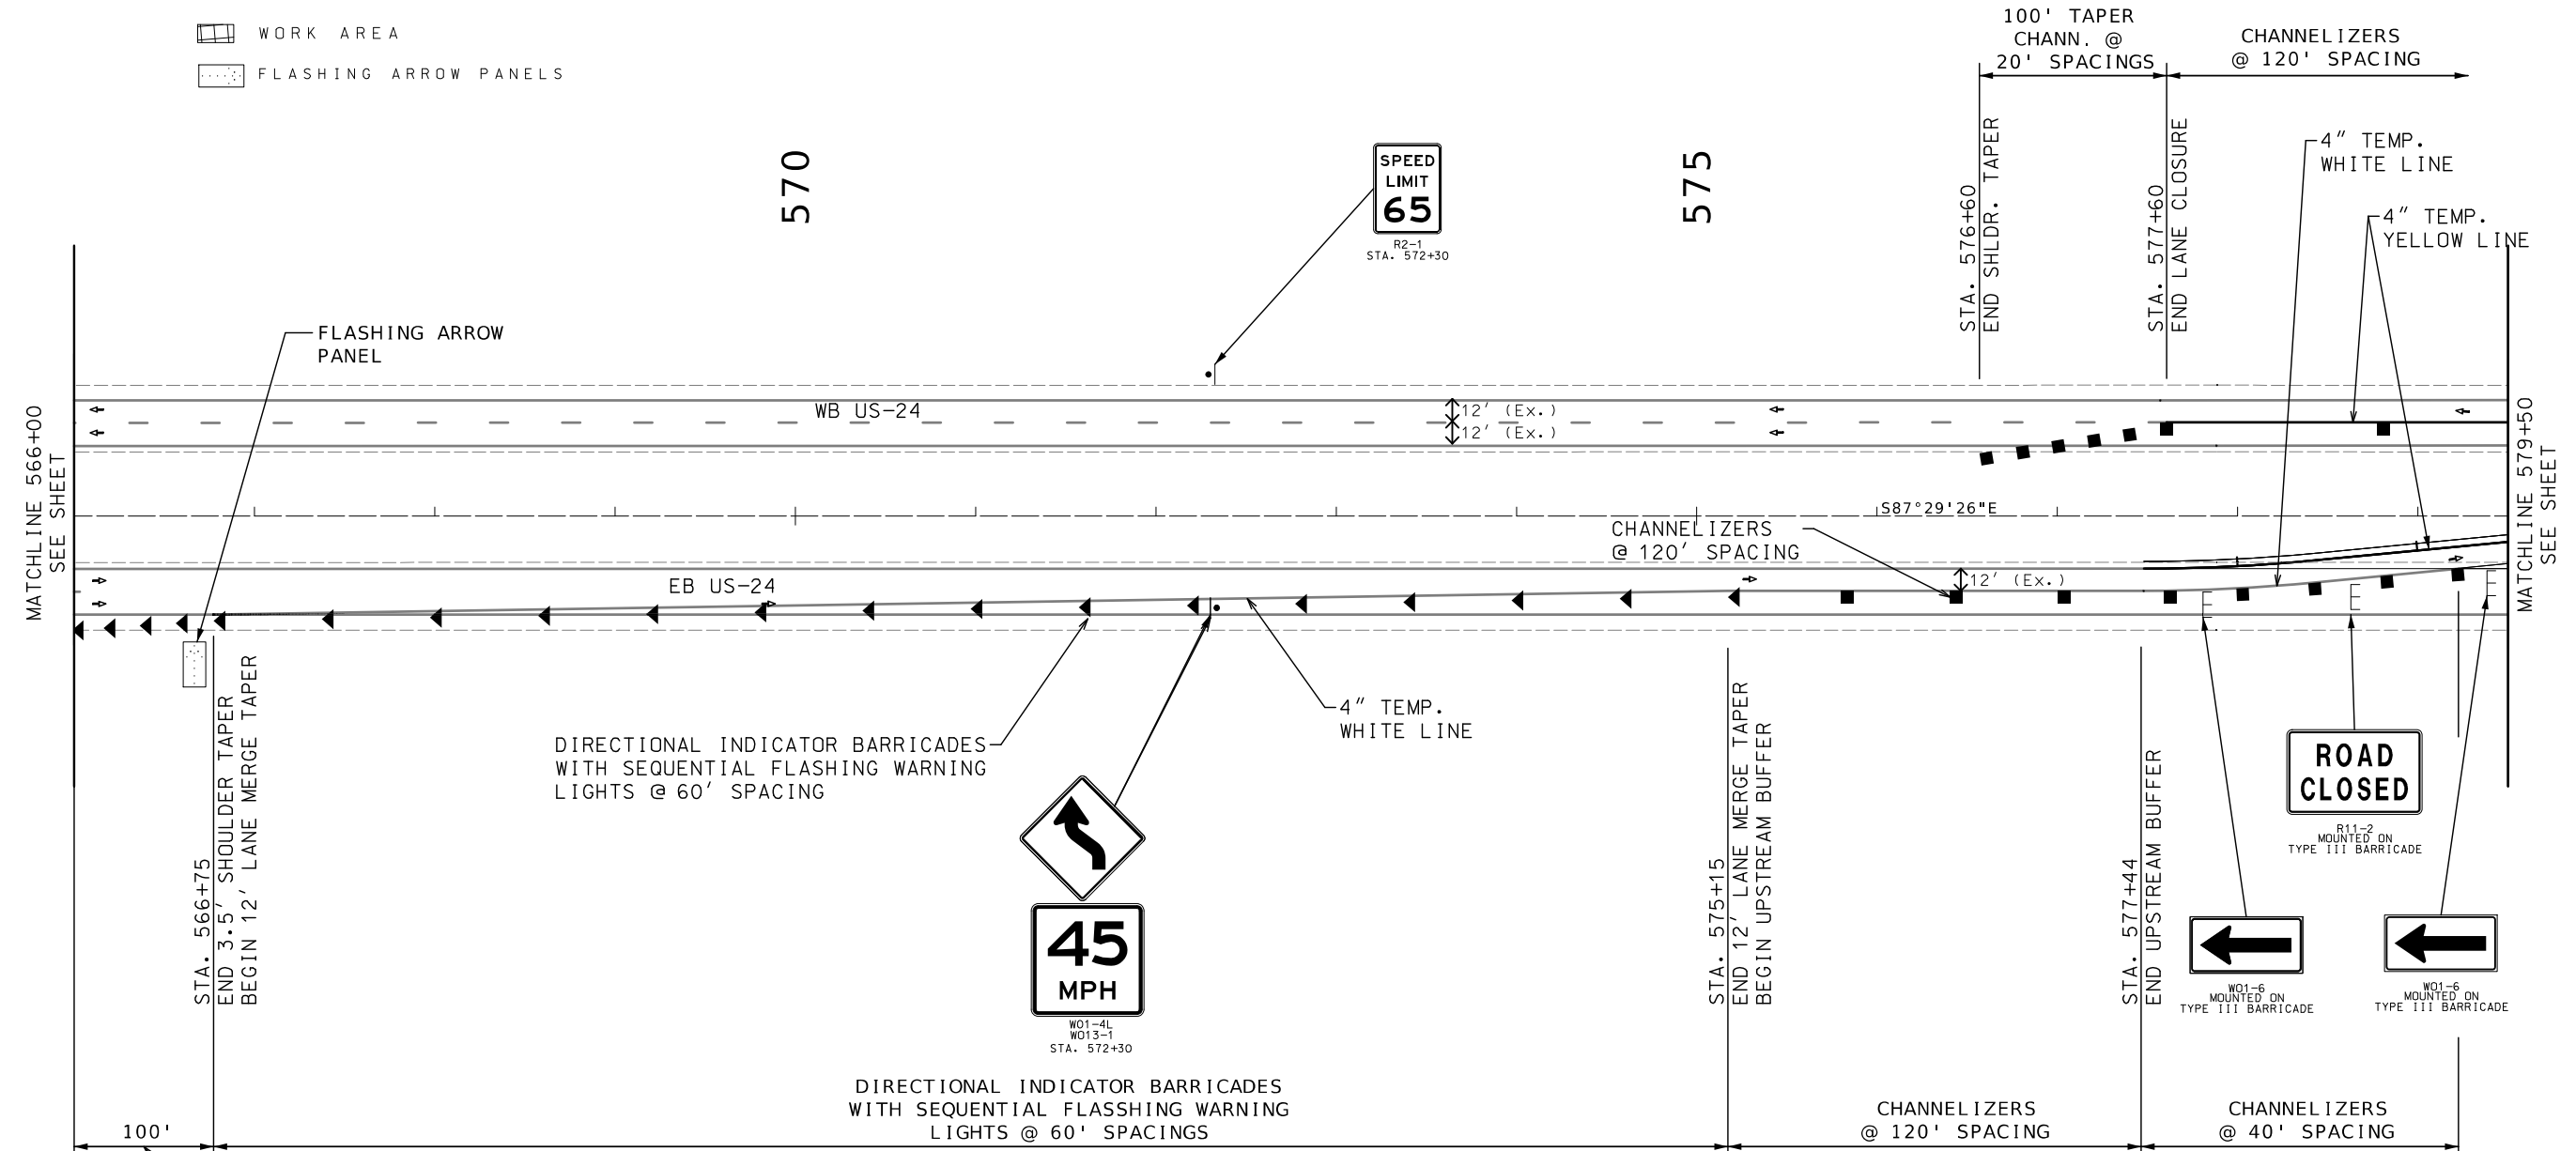 WORK AREA
FLASHING ARROW PANELS
100' TAPER
CHANN. @
20' SPACINGS
CHANNELIZERS
@ 120' SPACING
570
575
SPEED
LIMIT
65
R2-1
STA. 572+30
STA. 576+60
END SHLDR. TAPER
STA. 577+60
END LANE CLOSURE
4" TEMP.
WHITE LINE
4" TEMP.
YELLOW LINE
FLASHING ARROW
PANEL
MATCHLINE 566+00
SEE SHEET
WB US-24
12' (Ex.)
12' (Ex.)
MATCHLINE 579+50
SEE SHEET
S87°29'26"E
CHANNELIZERS
@ 120' SPACING
EB US-24
12' (Ex.)
E
E
E
4" TEMP.
WHITE LINE
DIRECTIONAL INDICATOR BARRICADES
WITH SEQUENTIAL FLASHING WARNING
LIGHTS @ 60' SPACING
STA. 566+75
END 3.5' SHOULDER TAPER
BEGIN 12' LANE MERGE TAPER
45
MPH
W01-4L
W013-1
STA. 572+30
STA. 575+15
END 12' LANE MERGE TAPER
BEGIN UPSTREAM BUFFER
STA. 577+44
END UPSTREAM BUFFER
ROAD
CLOSED
R11-2
MOUNTED ON
TYPE III BARRICADE
W01-6
MOUNTED ON
TYPE III BARRICADE
W01-6
MOUNTED ON
TYPE III BARRICADE
100'
DIRECTIONAL INDICATOR BARRICADES
WITH SEQUENTIAL FLASSHING WARNING
LIGHTS @ 60' SPACINGS
CHANNELIZERS
@ 120' SPACING
CHANNELIZERS
@ 40' SPACING